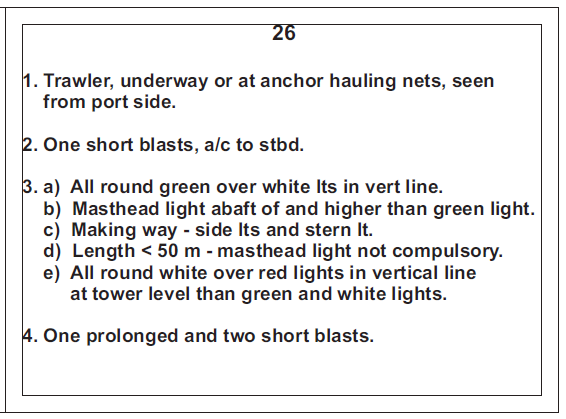 26
1. Trawler, underway or at anchor hauling nets, seen
from port side.
2. One short blasts, a/c to stbd.
3. a) All round green over white lts in vert line.
b) Masthead light abaft of and higher than green light.
c) Making way - side lts and stern lt.
d) Length < 50 m - masthead light not compulsory.
e) All round white over red lights in vertical line
at tower level than green and white lights.
4. One prolonged and two short blasts.